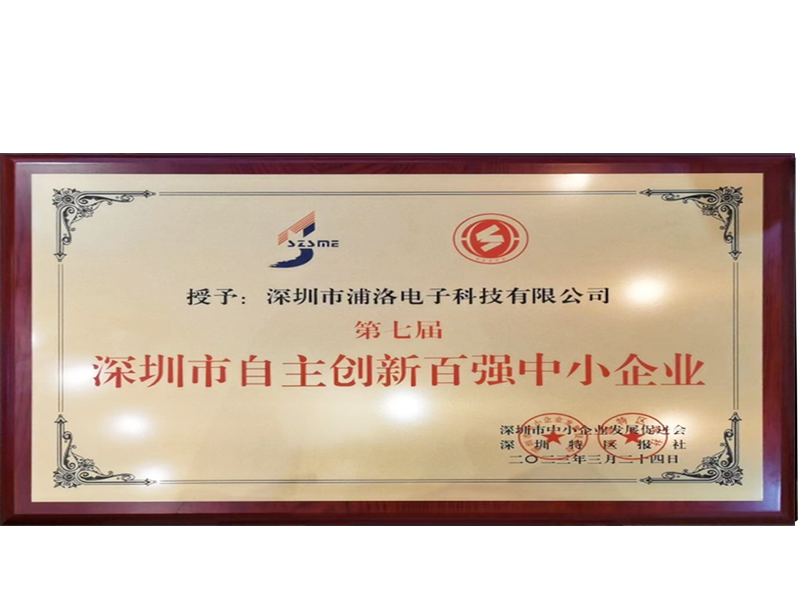 SZSME
授予：深圳市浦洛电子科技有限公司
第七届
深圳市自主创新百强中小企业
深圳市中小企业发展促进会
深圳特区报社
二〇二三年三月二十四日